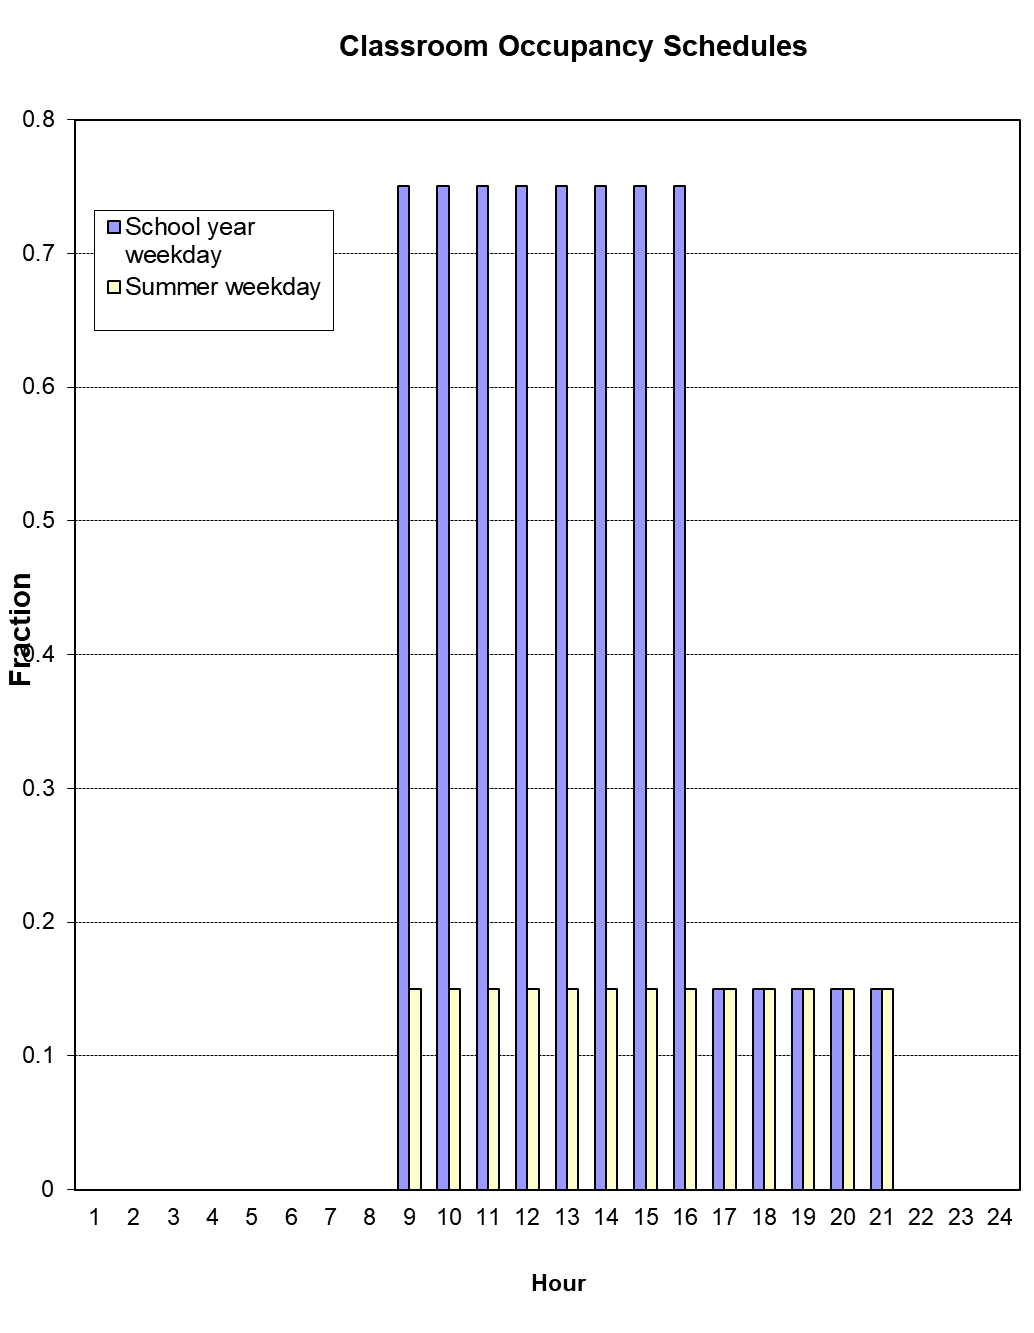 Classroom Occupancy Schedules
0.8
School year
weekday
Summer weekday
0.7
0.6
0.5
Fraction
0.4
0.3
0.2
0.1
0
1 2 3 4 5 6 7 8 9 10 11 12 13 14 15 16 17 18 19 20 21 22 23 24
Hour